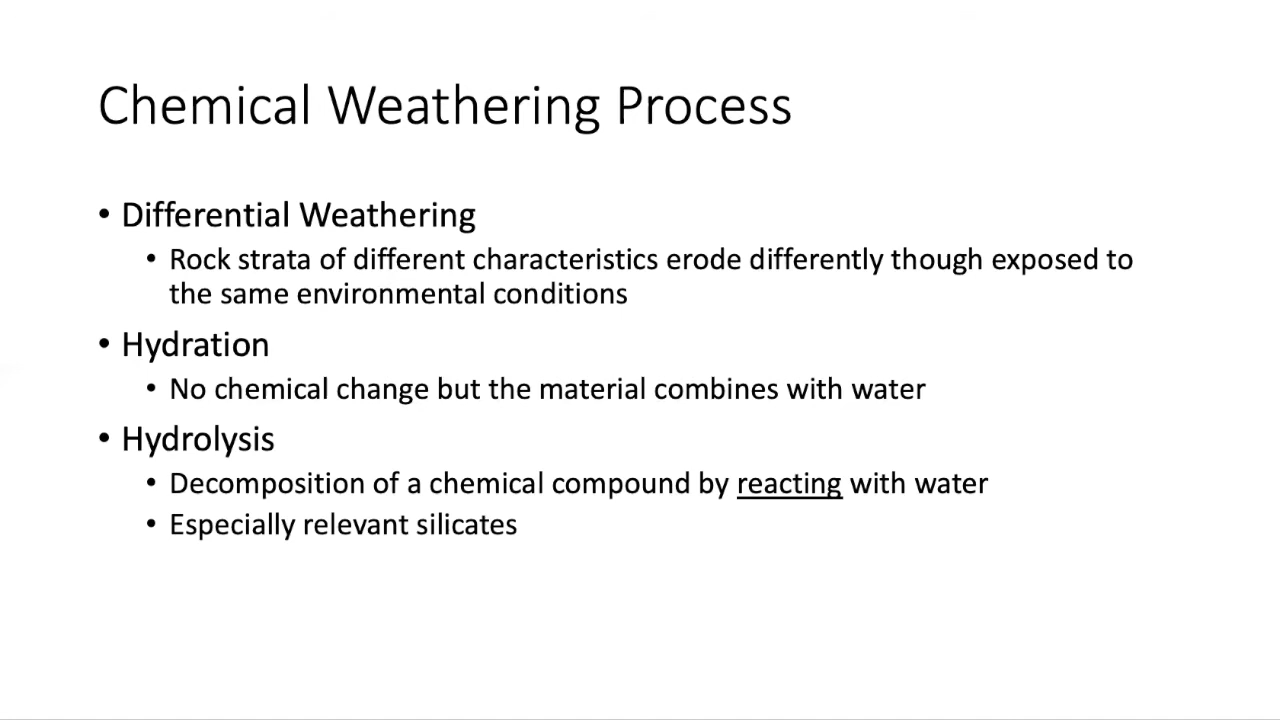 Chemical Weathering Process
• Differential Weathering
• Rock strata of different characteristics erode differently though exposed to
the same environmental conditions
• Hydration
• No chemical change but the material combines with water
• Hydrolysis
• Decomposition of a chemical compound by reacting with water
• Especially relevant silicates